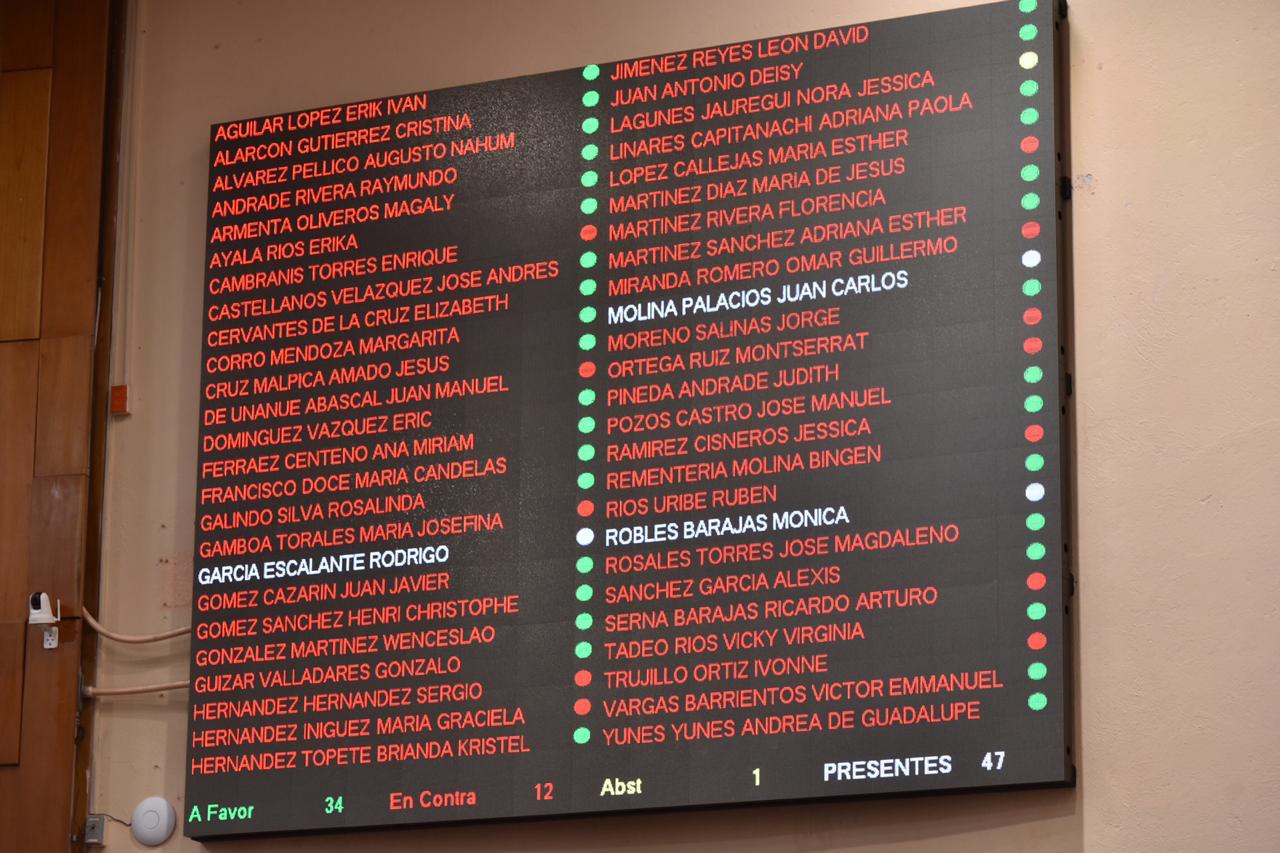 AGUILAR LOPEZ ERIK IVAN
ALARCON GUTIERREZ CRISTINA
ALVAREZ PELLICO AUGUSTO NAHUM
ANDRADE RIVERA RAYMUNDO
ARMENTA OLIVEROS MAGALY
AYALA RIOS ERIKA
CAMBRANIS TORRES ENRIQUE
CASTELLANOS VELAZQUEZ JOSE ANDRES
CERVANTES DE LA CRUZ ELIZABETH
CORRO MENDOZA MARGARITA
CRUZ MALPICA AMADO JESUS
DE UNANUE ABASCAL JUAN MANUEL
DOMINGUEZ VAZQUEZ ERIC
FERRAEZ CENTENO ANA MIRIAM
FRANCISCO DOCE MARIA CANDELAS
GALINDO SILVA ROSALINDA
GAMBOA TORALES MARIA JOSEFINA
GARCIA ESCALANTE RODRIGO
GOMEZ CAZARIN JUAN JAVIER
GOMEZ SANCHEZ HENRI CHRISTOPHE
GONZALEZ MARTINEZ WENCESLAO
GUIZAR VALLADARES GONZALO
HERNANDEZ HERNANDEZ SERGIO
HERNANDEZ INIGUEZ MARIA GRACIELA
HERNANDEZ TOPETE BRIANDA KRISTEL
JIMENEZ REYES LEON DAVID
JUAN ANTONIO DEISY
LAGUNES JAUREGUI NORA JESSICA
LINARES CAPITANACHI ADRIANA PAOLA
LOPEZ CALLEJAS MARIA ESTHER
MARTINEZ DIAZ MARIA DE JESUS
MARTINEZ RIVERA FLORENCIA
MARTINEZ SANCHEZ ADRIANA ESTHER
MIRANDA ROMERO OMAR GUILLERMO
MOLINA PALACIOS JUAN CARLOS
MORENO SALINAS JORGE
ORTEGA RUIZ MONTSERRAT
PINEDA ANDRADE JUDITH
POZOS CASTRO JOSE MANUEL
RAMIREZ CISNEROS JESSICA
REMENTERIA MOLINA BINGEN
RIOS URIBE RUBEN
ROBLES BARAJAS MONICA
ROSALES TORRES JOSE MAGDALENO
SANCHEZ GARCIA ALEXIS
SERNA BARAJAS RICARDO ARTURO
TADEO RIOS VICKY VIRGINIA
TRUJILLO ORTIZ IVONNE
VARGAS BARRIENTOS VICTOR EMMANUEL
YUNES YUNES ANDREA DE GUADALUPE
A Favor 34 En Contra 12 Abst 1 PRESENTES 47